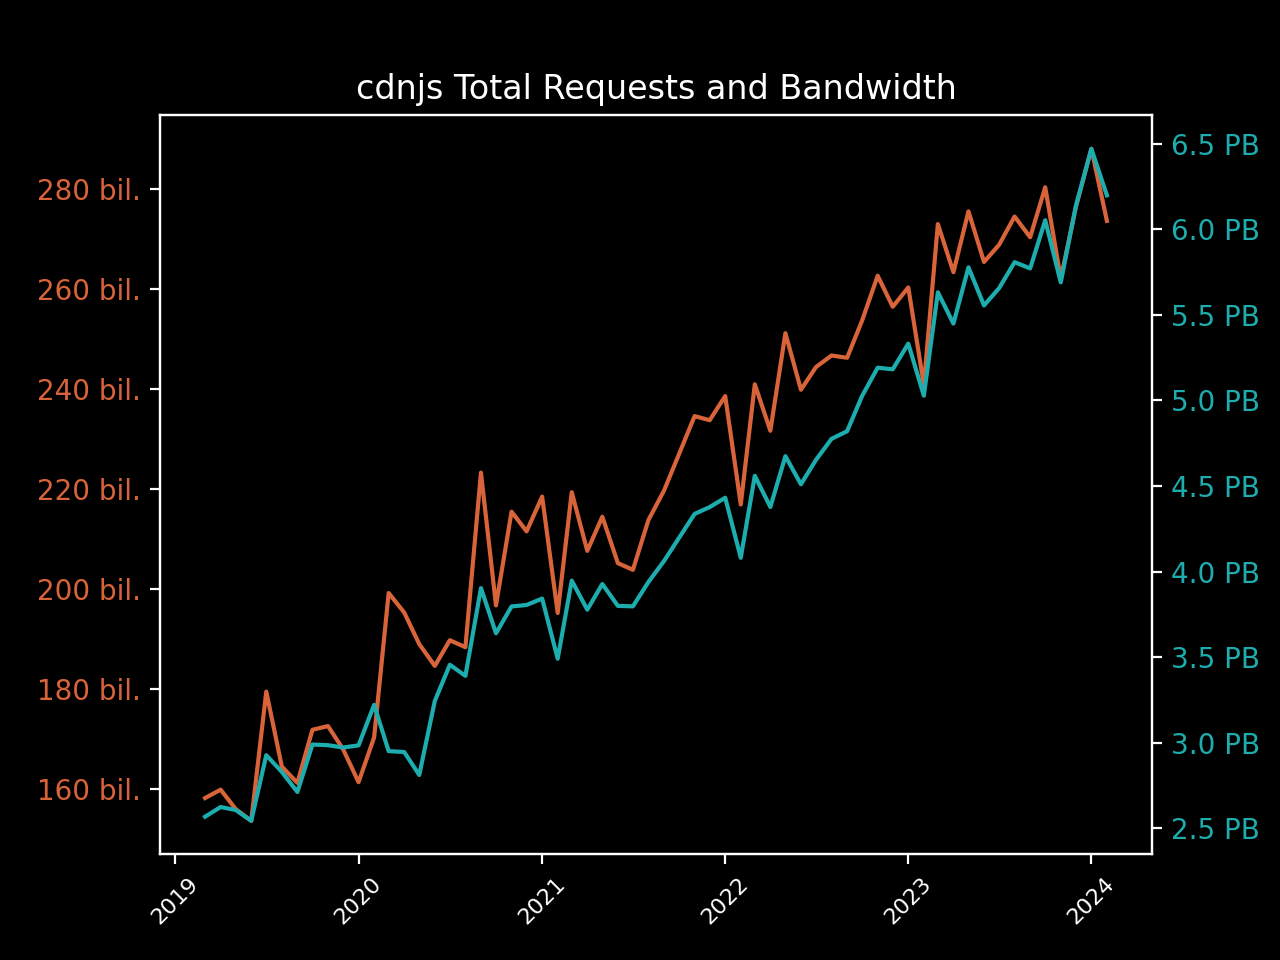 cdnjs Total Requests and Bandwidth
280 bil.
260 bil.
240 bil.
220 bil.
200 bil.
180 bil.
160 bil.
6.5 PB
6.0 PB
5.5 PB
5.0 PB
4.5 PB
4.0 PB
3.5 PB
3.0 PB
2.5 PB
2019
2020
2021
2022
2023
2024